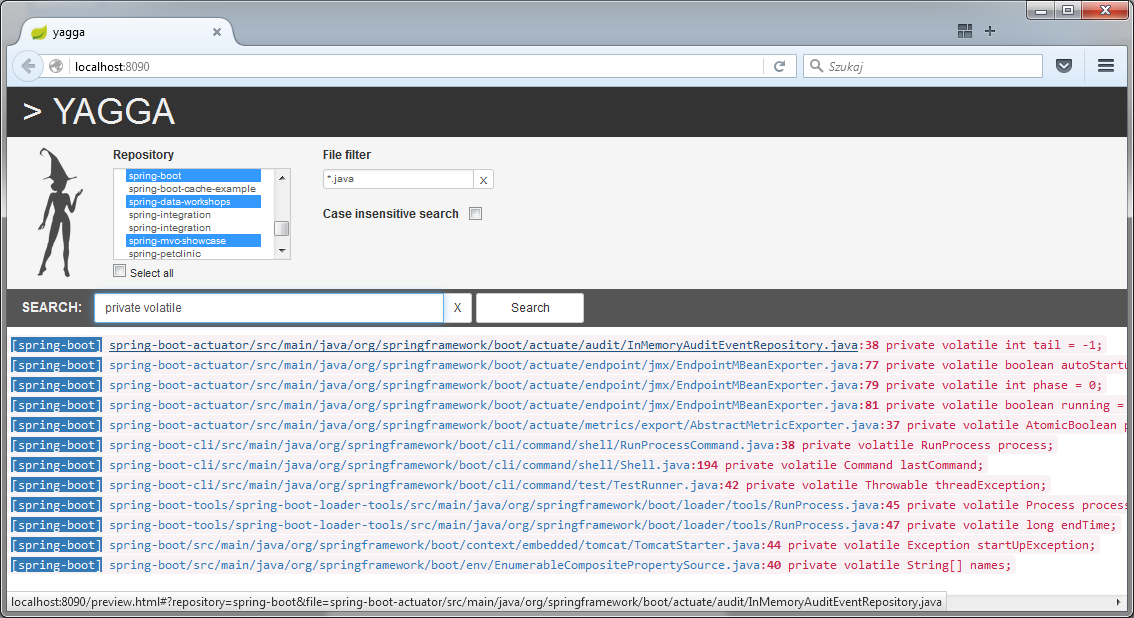 yagga
localhost:8090
Szukaj
> YAGGA
Repository
File filter
spring-boot
spring-boot-cache-example
spring-data-workshops
spring-integration
spring-integration
spring-mvc-showcase
spring-petclinic
*.java
X
Case insensitive search
Select all
SEARCH:
private volatile
X
Search
[spring-boot] spring-boot-actuator/src/main/java/org/springframework/boot/actuate/audit/InMemoryAuditEventRepository.java:38 private volatile int tail = -1;
[spring-boot] spring-boot-actuator/src/main/java/org/springframework/boot/actuate/endpoint/jmx/EndpointMBeanExporter.java:77 private volatile boolean autoStartu
[spring-boot] spring-boot-actuator/src/main/java/org/springframework/boot/actuate/endpoint/jmx/EndpointMBeanExporter.java:79 private volatile int phase = 0;
[spring-boot] spring-boot-actuator/src/main/java/org/springframework/boot/actuate/endpoint/jmx/EndpointMBeanExporter.java:81 private volatile boolean running =
[spring-boot] spring-boot-actuator/src/main/java/org/springframework/boot/actuate/metrics/export/AbstractMetricExporter.java:37 private volatile AtomicBoolean p
[spring-boot] spring-boot-cli/src/main/java/org/springframework/boot/cli/command/shell/RunProcessCommand.java:38 private volatile RunProcess process;
[spring-boot] spring-boot-cli/src/main/java/org/springframework/boot/cli/command/shell/Shell.java:194 private volatile Command lastCommand;
[spring-boot] spring-boot-cli/src/main/java/org/springframework/boot/cli/command/test/TestRunner.java:42 private volatile Throwable threadException;
[spring-boot] spring-boot-tools/spring-boot-loader-tools/src/main/java/org/springframework/boot/loader/tools/RunProcess.java:45 private volatile Process process
[spring-boot] spring-boot-tools/spring-boot-loader-tools/src/main/java/org/springframework/boot/loader/tools/RunProcess.java:47 private volatile long endTime;
[spring-boot] spring-boot/src/main/java/org/springframework/boot/context/embedded/tomcat/TomcatStarter.java:44 private volatile Exception startUpException;
[spring-boot] spring-boot/src/main/java/org/springframework/boot/env/EnumerableCompositePropertySource.java:40 private volatile String[] names;
localhost:8090/preview.html#?repository=spring-boot&file=spring-boot-actuator/src/main/java/org/springframework/boot/actuate/audit/InMemoryAuditEventRepository.java